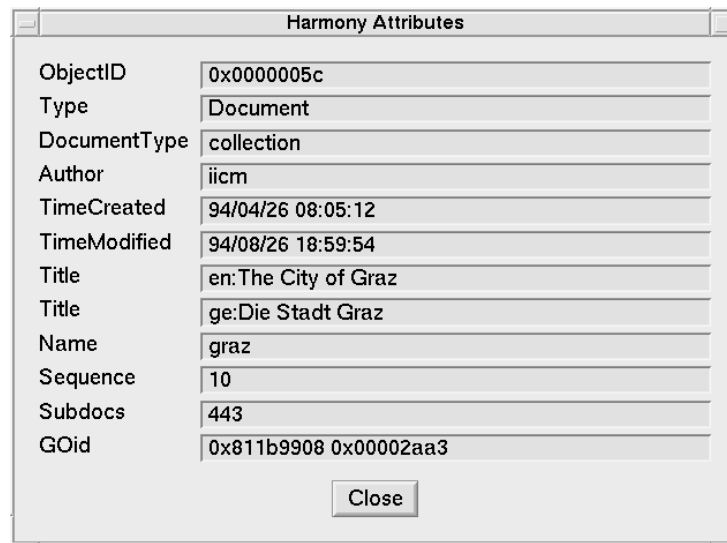 Harmony Attributes
ObjectID 0x0000005c
Type Document
DocumentType collection
Author iicm
TimeCreated 94/04/26 08:05:12
TimeModified 94/08/26 18:59:54
Title en:The City of Graz
Title ge:Die Stadt Graz
Name graz
Sequence 10
Subdocs 443
GOid 0x811b9908 0x00002aa3
Close